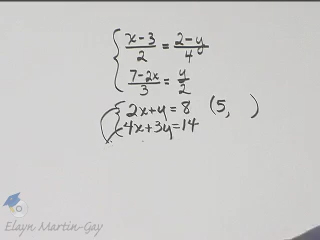 x-3/2 = 2-y/4
7-2x/3 = y/2
2x+y=8 (5, )
4x+3y=14
Elayn Martin-Gay